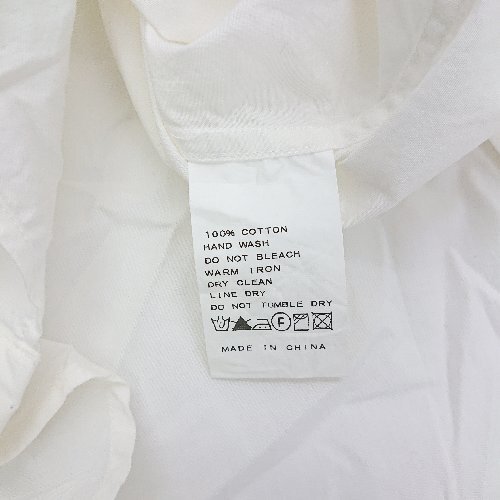 100% COTTON
HAND WASH
DO NOT BLEACH
WARM IRON
DRY CLEAN
LINE DRY
DO NOT TUMBLE DRY
F
MADE IN CHINA